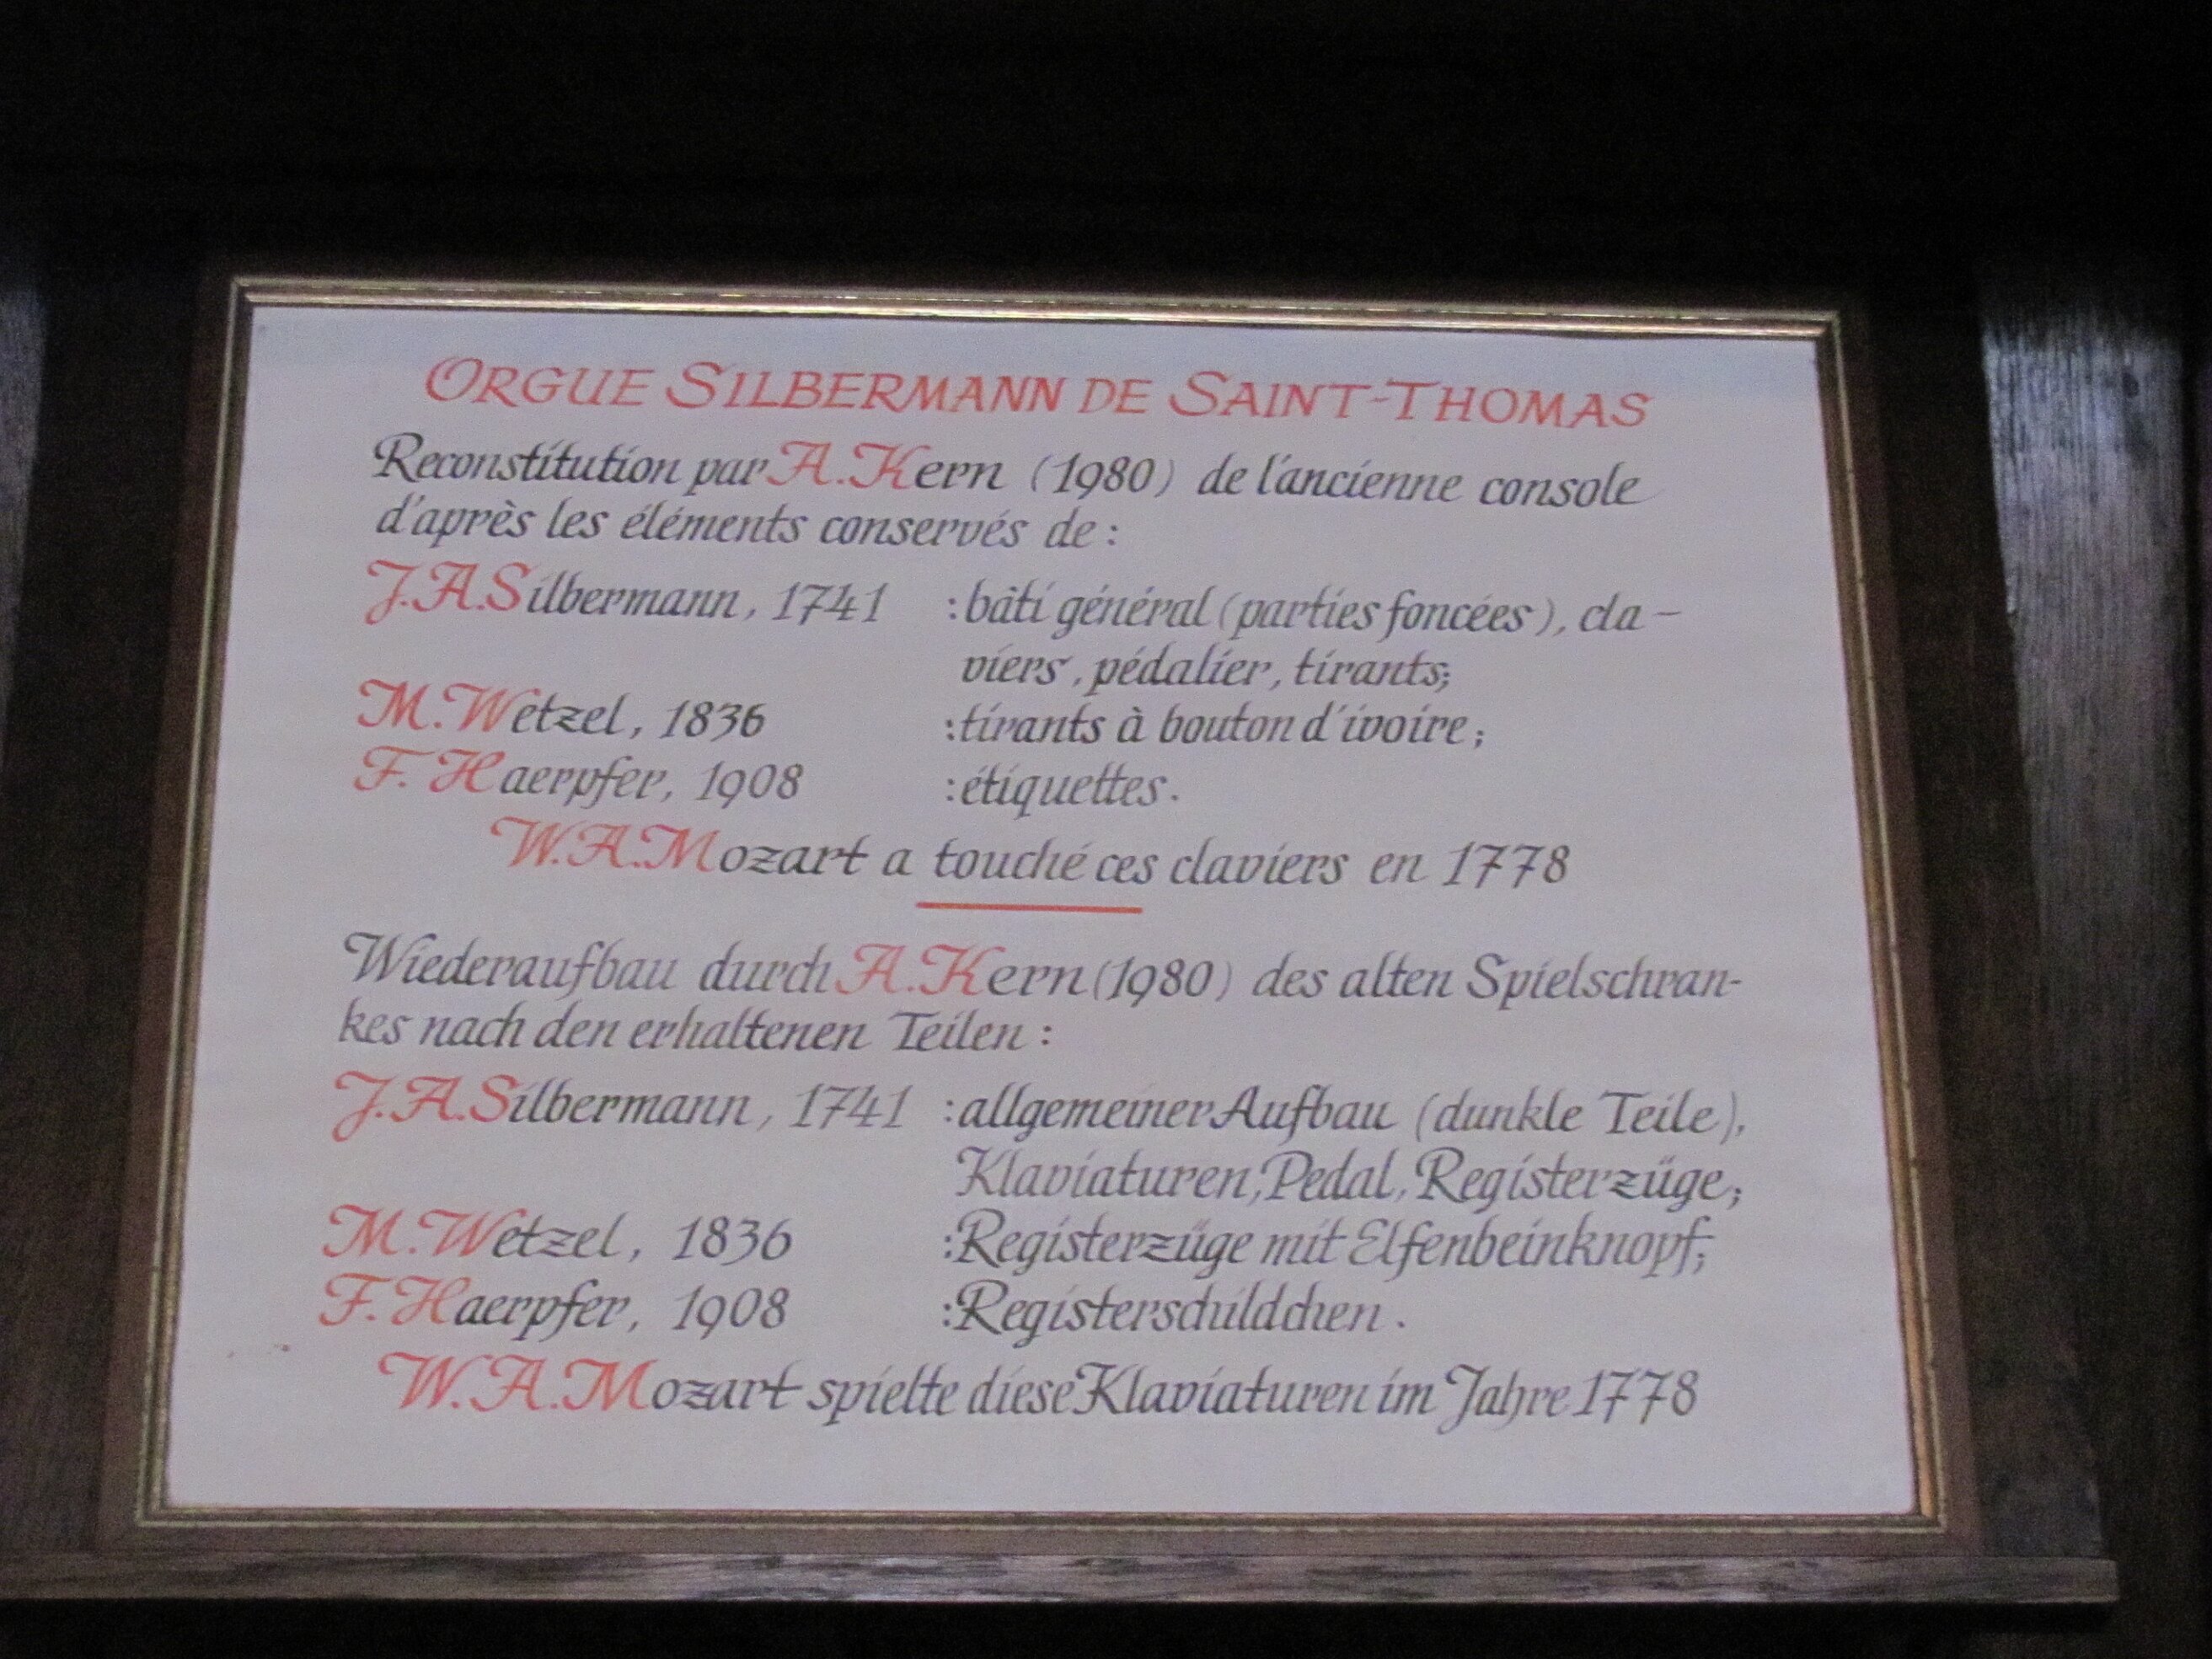 ORGUE SILBERMANN DE SAINT-THOMAS
Reconstitution par A. Kern (1980) de l'ancienne console
d'après les éléments conservés de :
J.A. Silbermann, 1741 : bâti général (parties foncées), cla-
viers, pédalier, tirants;
M. Wetzel, 1836 : tirants à bouton d'ivoire ;
F. Haerpfer, 1908 : étiquettes.
W.A. Mozart a touché ces claviers en 1778
Wiederaufbau durch A. Kern (1980) des alten Spielschran-
kes nach den erhaltenen Teilen :
J.A. Silbermann, 1741 : allgemeiner Aufbau (dunkle Teile),
Klaviaturen, Pedal, Registerzüge;
M. Wetzel, 1836 : Registerzüge mit Elfenbeinknopf;
F. Haerpfer, 1908 : Registerschildchen.
W.A. Mozart spielte diese Klaviaturen im Jahre 1778